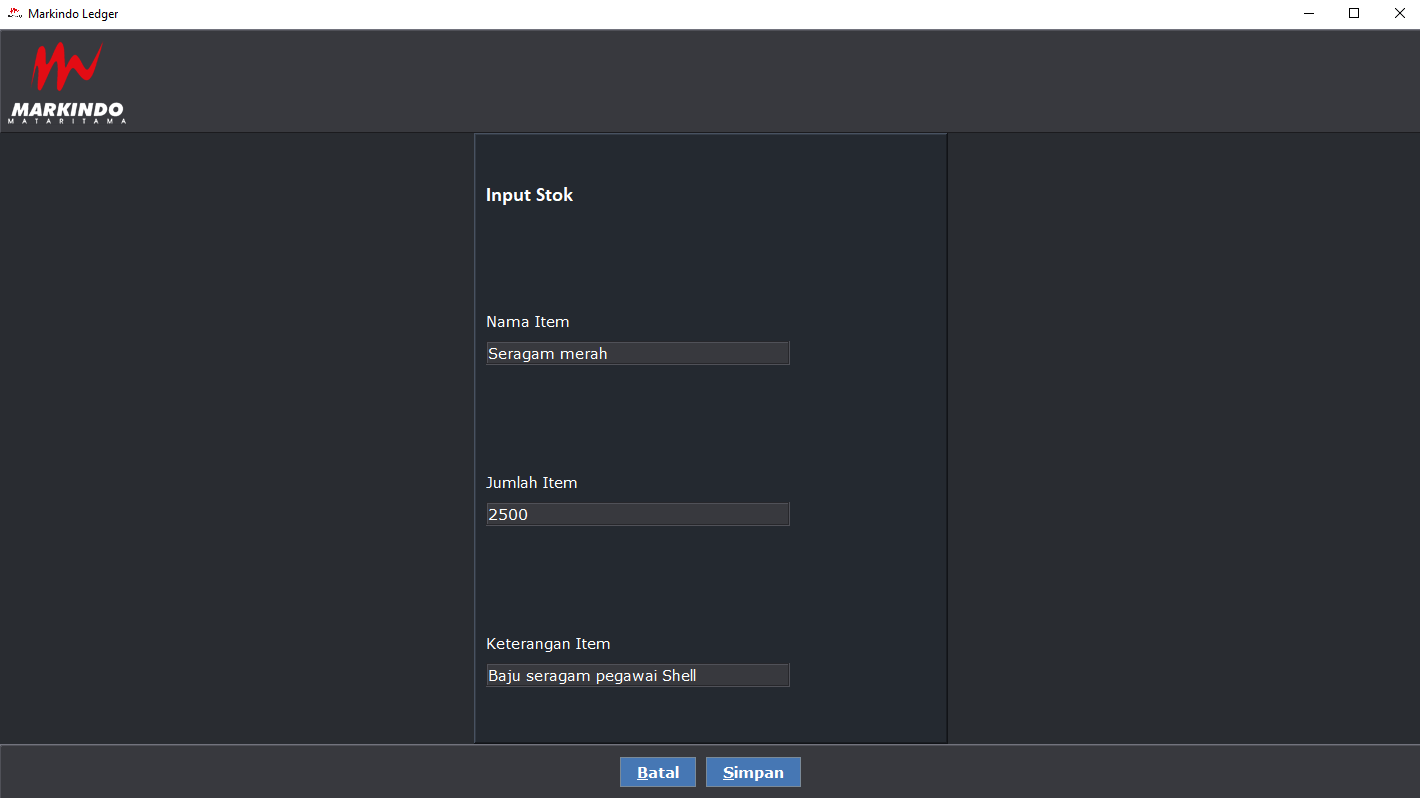 Markindo Ledger
MARKINDO
MATARITAMA
Input Stok
Nama Item
Seragam merah
Jumlah Item
2500
Keterangan Item
Baju seragam pegawai Shell
Batal Simpan